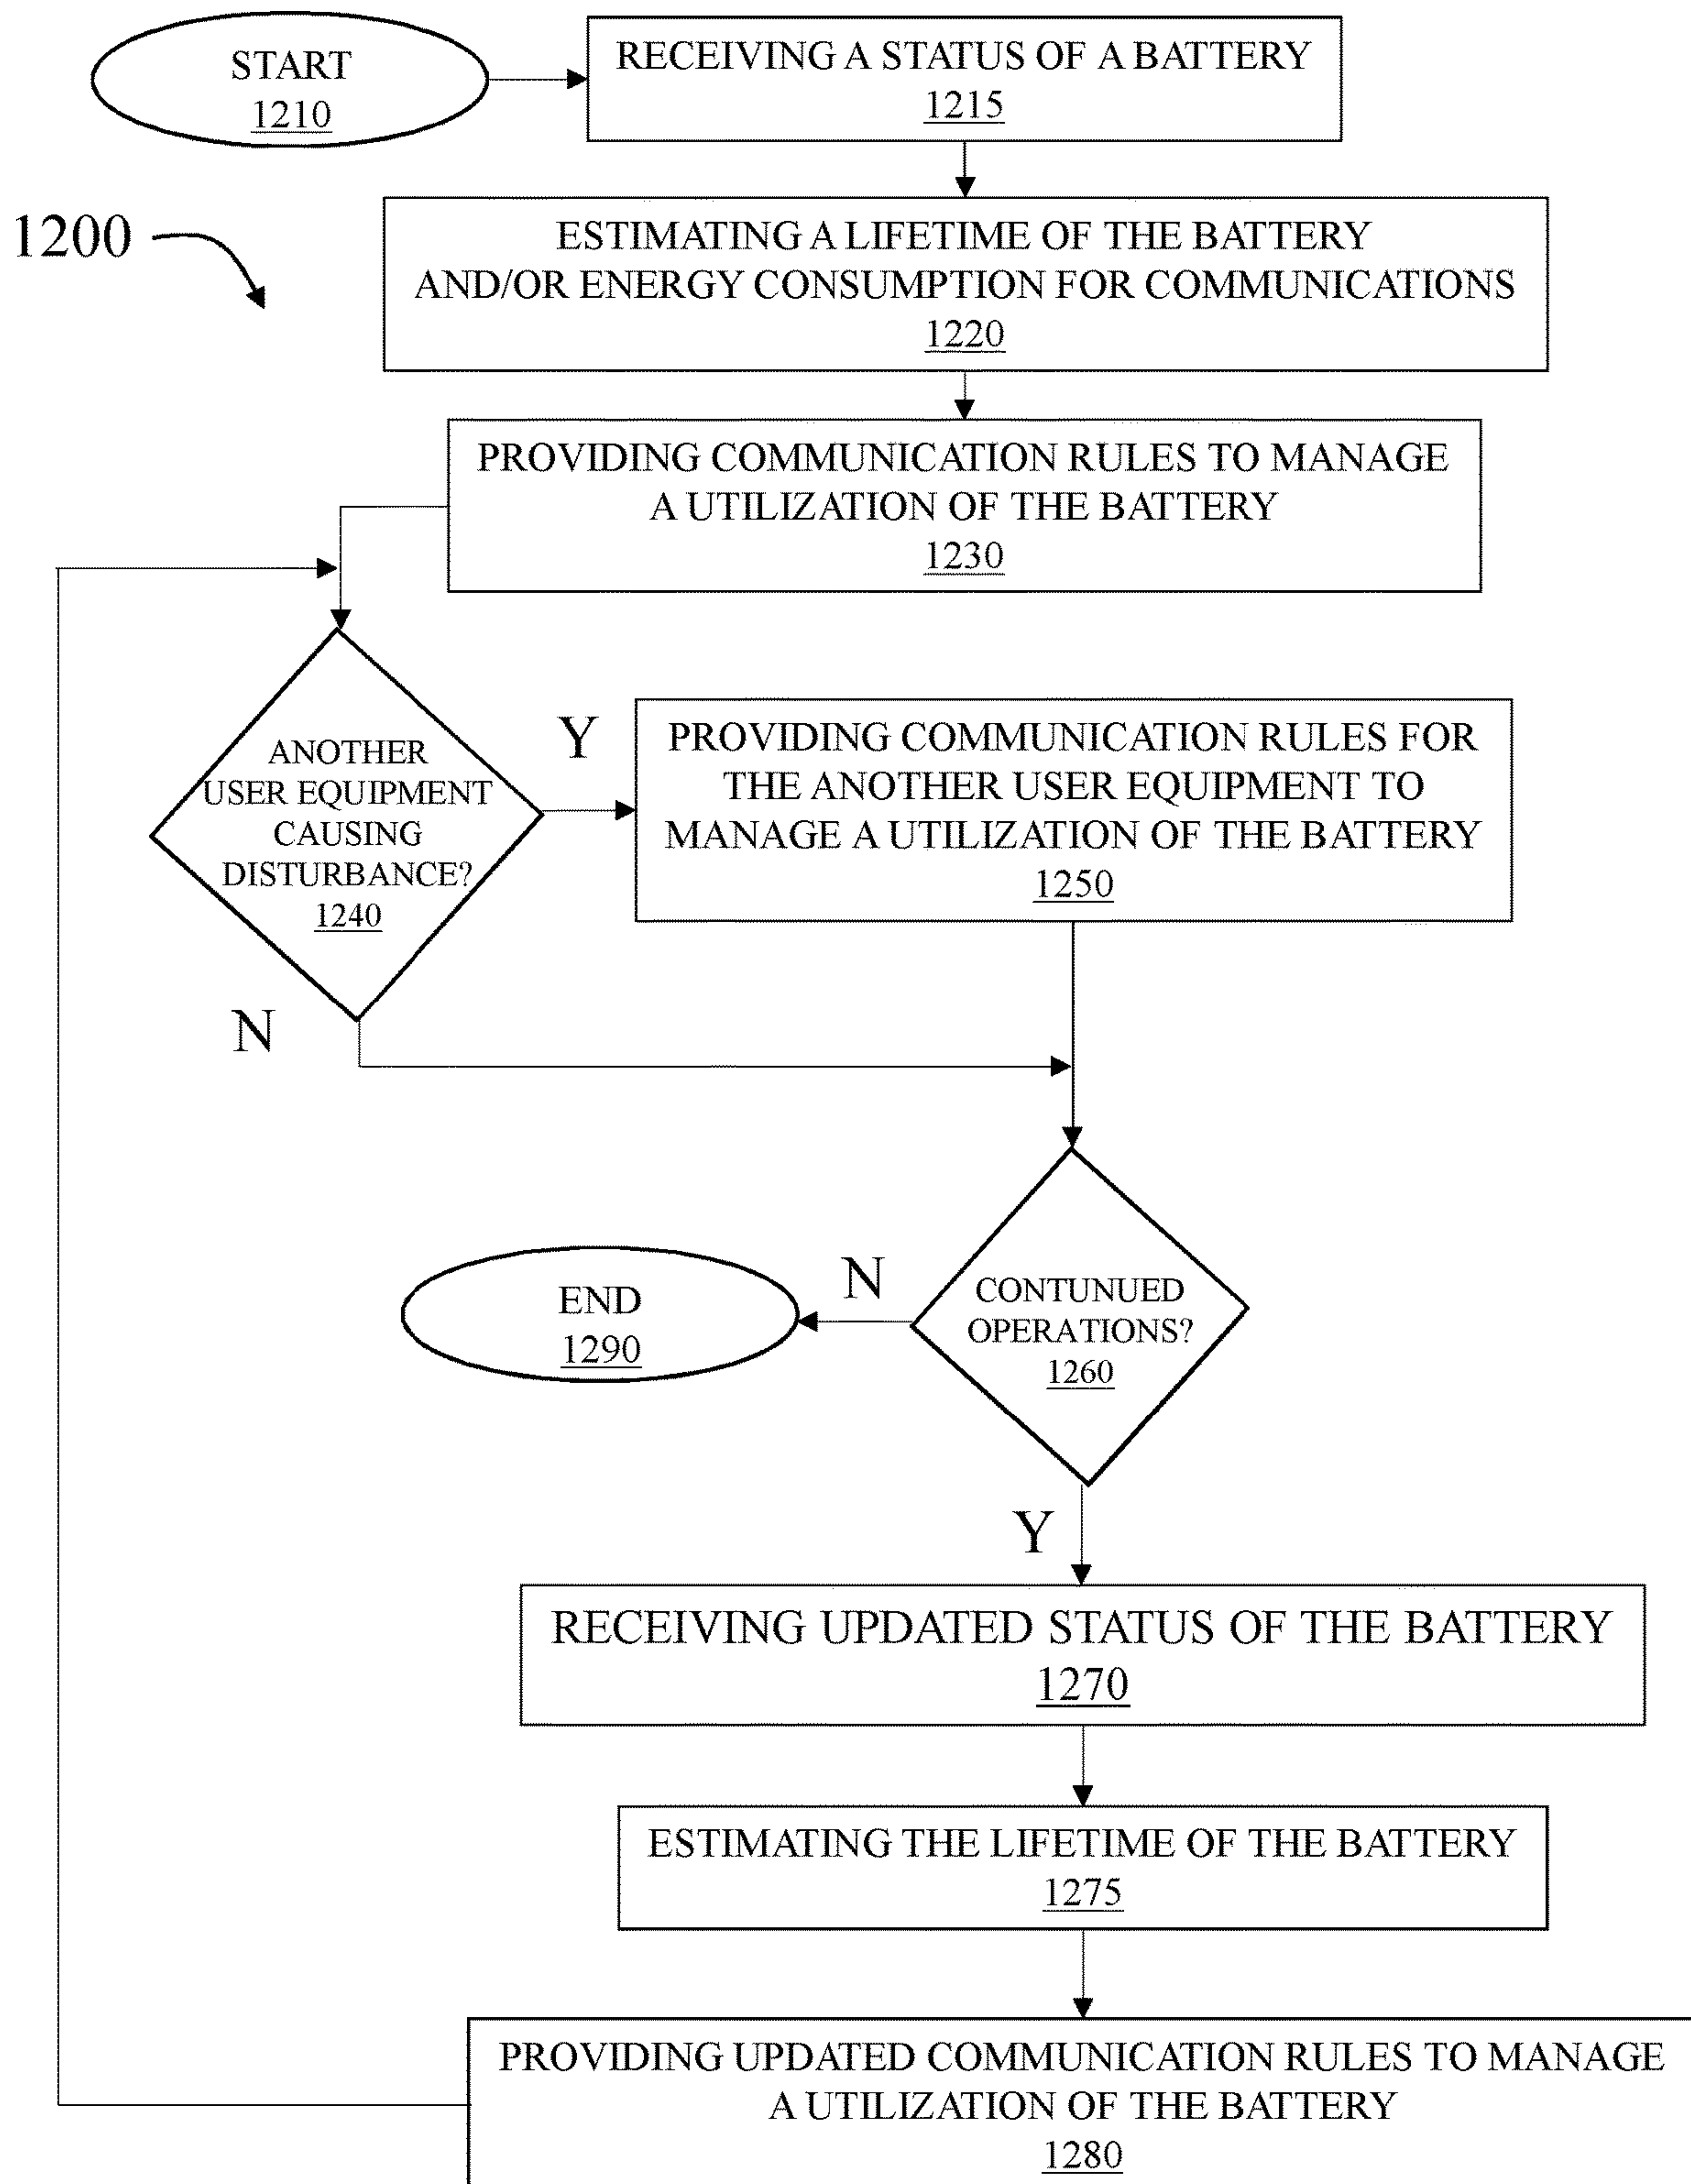 START
1210
RECEIVING A STATUS OF A BATTERY
1215
1200
ESTIMATING A LIFETIME OF THE BATTERY
AND/OR ENERGY CONSUMPTION FOR COMMUNICATIONS
1220
PROVIDING COMMUNICATION RULES TO MANAGE
A UTILIZATION OF THE BATTERY
1230
ANOTHER
USER EQUIPMENT
CAUSING
DISTURBANCE?
1240
Y
PROVIDING COMMUNICATION RULES FOR
THE ANOTHER USER EQUIPMENT TO
MANAGE A UTILIZATION OF THE BATTERY
1250
N
CONTUNUED
OPERATIONS?
1260
N
END
1290
Y
RECEIVING UPDATED STATUS OF THE BATTERY
1270
ESTIMATING THE LIFETIME OF THE BATTERY
1275
PROVIDING UPDATED COMMUNICATION RULES TO MANAGE
A UTILIZATION OF THE BATTERY
1280